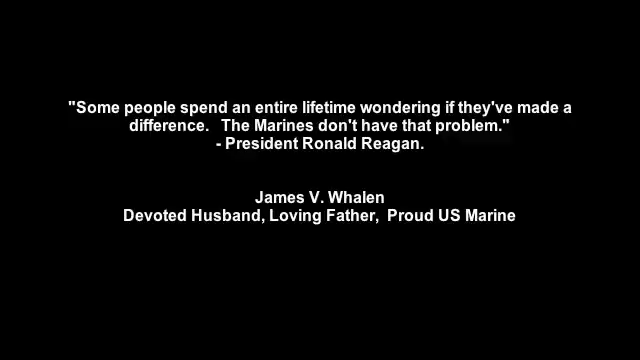 "Some people spend an entire lifetime wondering if they've made a
difference.   The Marines don't have that problem."
- President Ronald Reagan.
James V. Whalen
Devoted Husband, Loving Father,  Proud US Marine